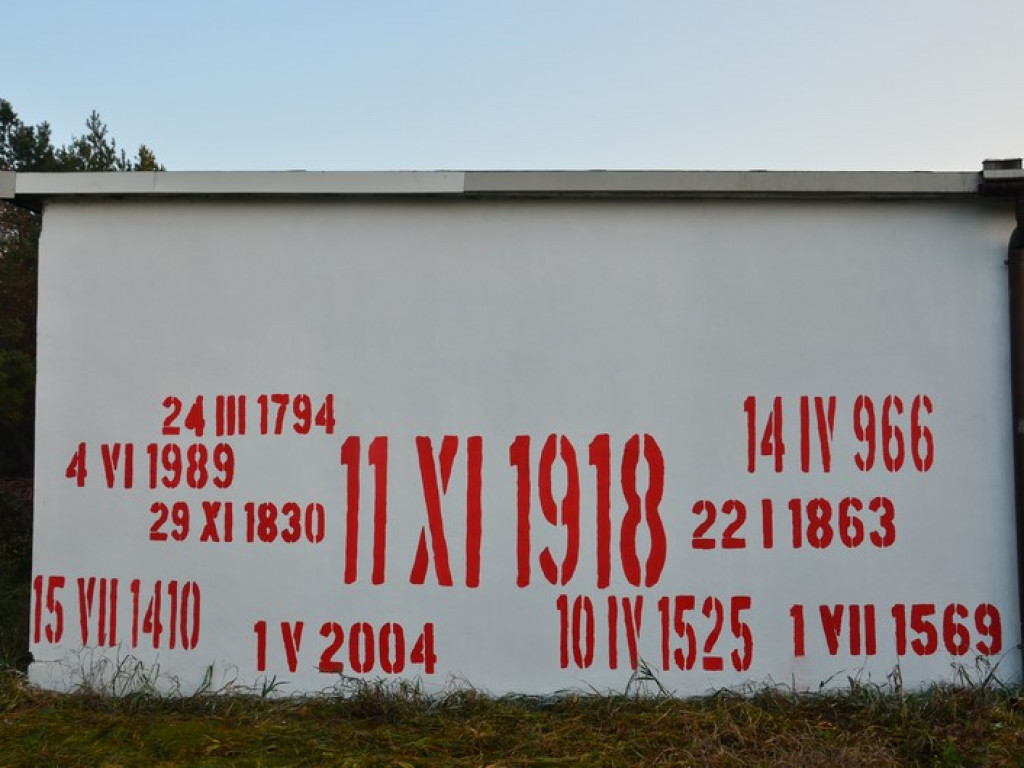 24 III 1794
14 IV 966
4 VI 1989
11 XI 1918
29 XI 1830
22 I 1863
15 VII 1410
1 V 2004
10 IV 1525
1 VII 1569